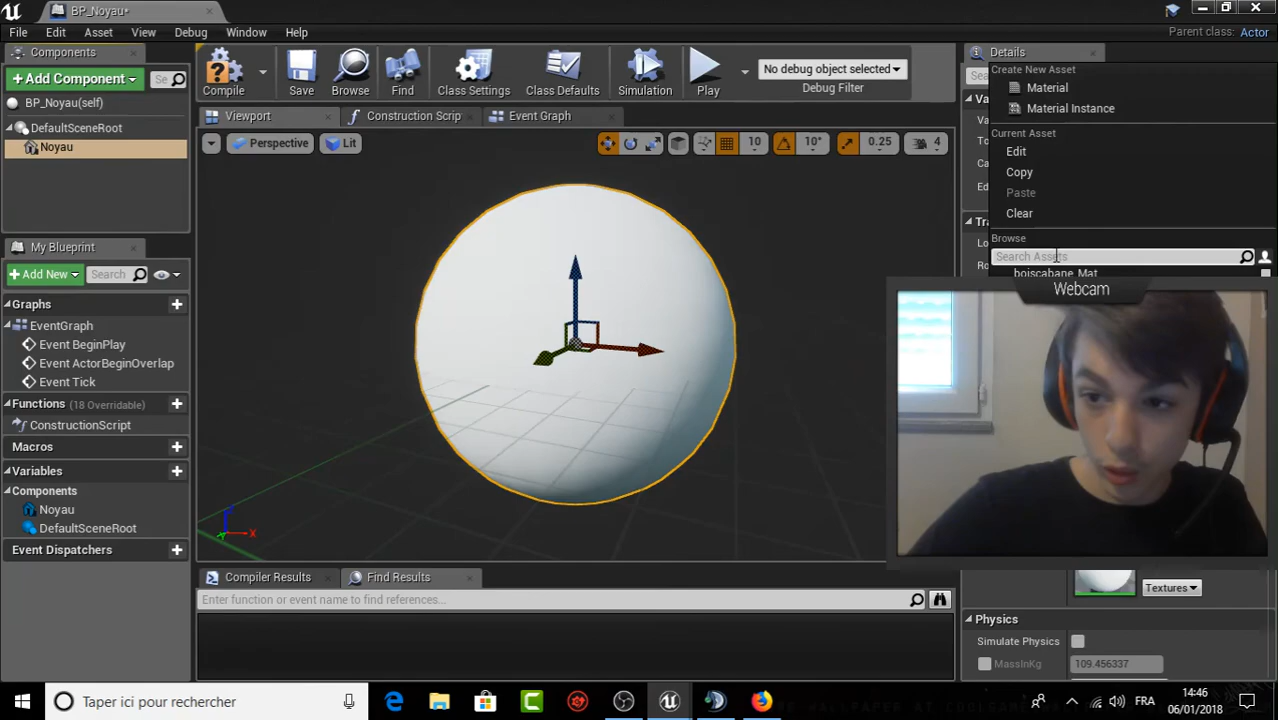 BP_Noyau*
File Edit Asset View Debug Window Help
Parent class: Actor
Components
Details
+Add Component
Se
Compile
Save
Browse
Find
Class Settings
Class Defaults
Simulation
Play
No debug object selected
Debug Filter
Create New Asset
Material
Material Instance
Current Asset
Edit
Copy
Paste
Clear
Browse
Search Assets
boiscabane_Mat
BP_Noyau(self)
DefaultSceneRoot
Noyau
Viewport
Construction Scrip
Event Graph
Perspective
Lit
10
10°
0.25
4
My Blueprint
+Add New
Search
Graphs
EventGraph
Event BeginPlay
Event ActorBeginOverlap
Event Tick
Functions (18 Overridable)
ConstructionScript
Macros
Variables
Components
Noyau
DefaultSceneRoot
Event Dispatchers
Z
X
Webcam
Compiler Results
Find Results
Enter function or event name to find references...
Textures
Physics
Simulate Physics
MassInKg
109.456337
Taper ici pour rechercher
FRA
14:46
06/01/2018